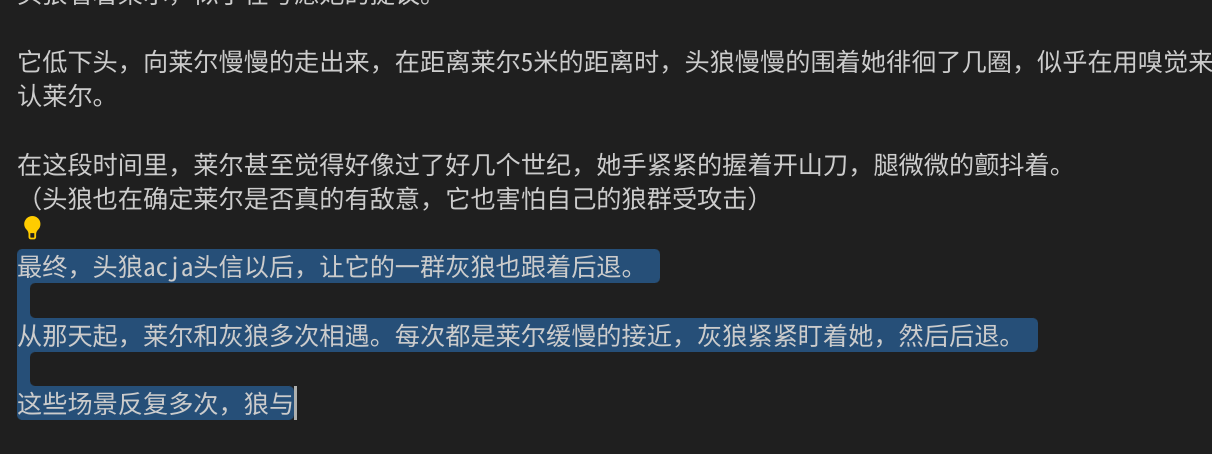 它低下头，向莱尔慢慢的走出来，在距离莱尔5米的距离时，头狼慢慢的围着她徘徊了几圈，似乎在用嗅觉来
认莱尔。
在这段时间里，莱尔甚至觉得好像过了好几个世纪，她手紧紧的握着开山刀，腿微微的颤抖着。
（头狼也在确定莱尔是否真的有敌意，它也害怕自己的狼群受攻击）
最终，头狼acja头信以后，让它的一群灰狼也跟着后退。
从那天起，莱尔和灰狼多次相遇。每次都是莱尔缓慢的接近，灰狼紧紧盯着她，然后后退。
这些场景反复多次，狼与